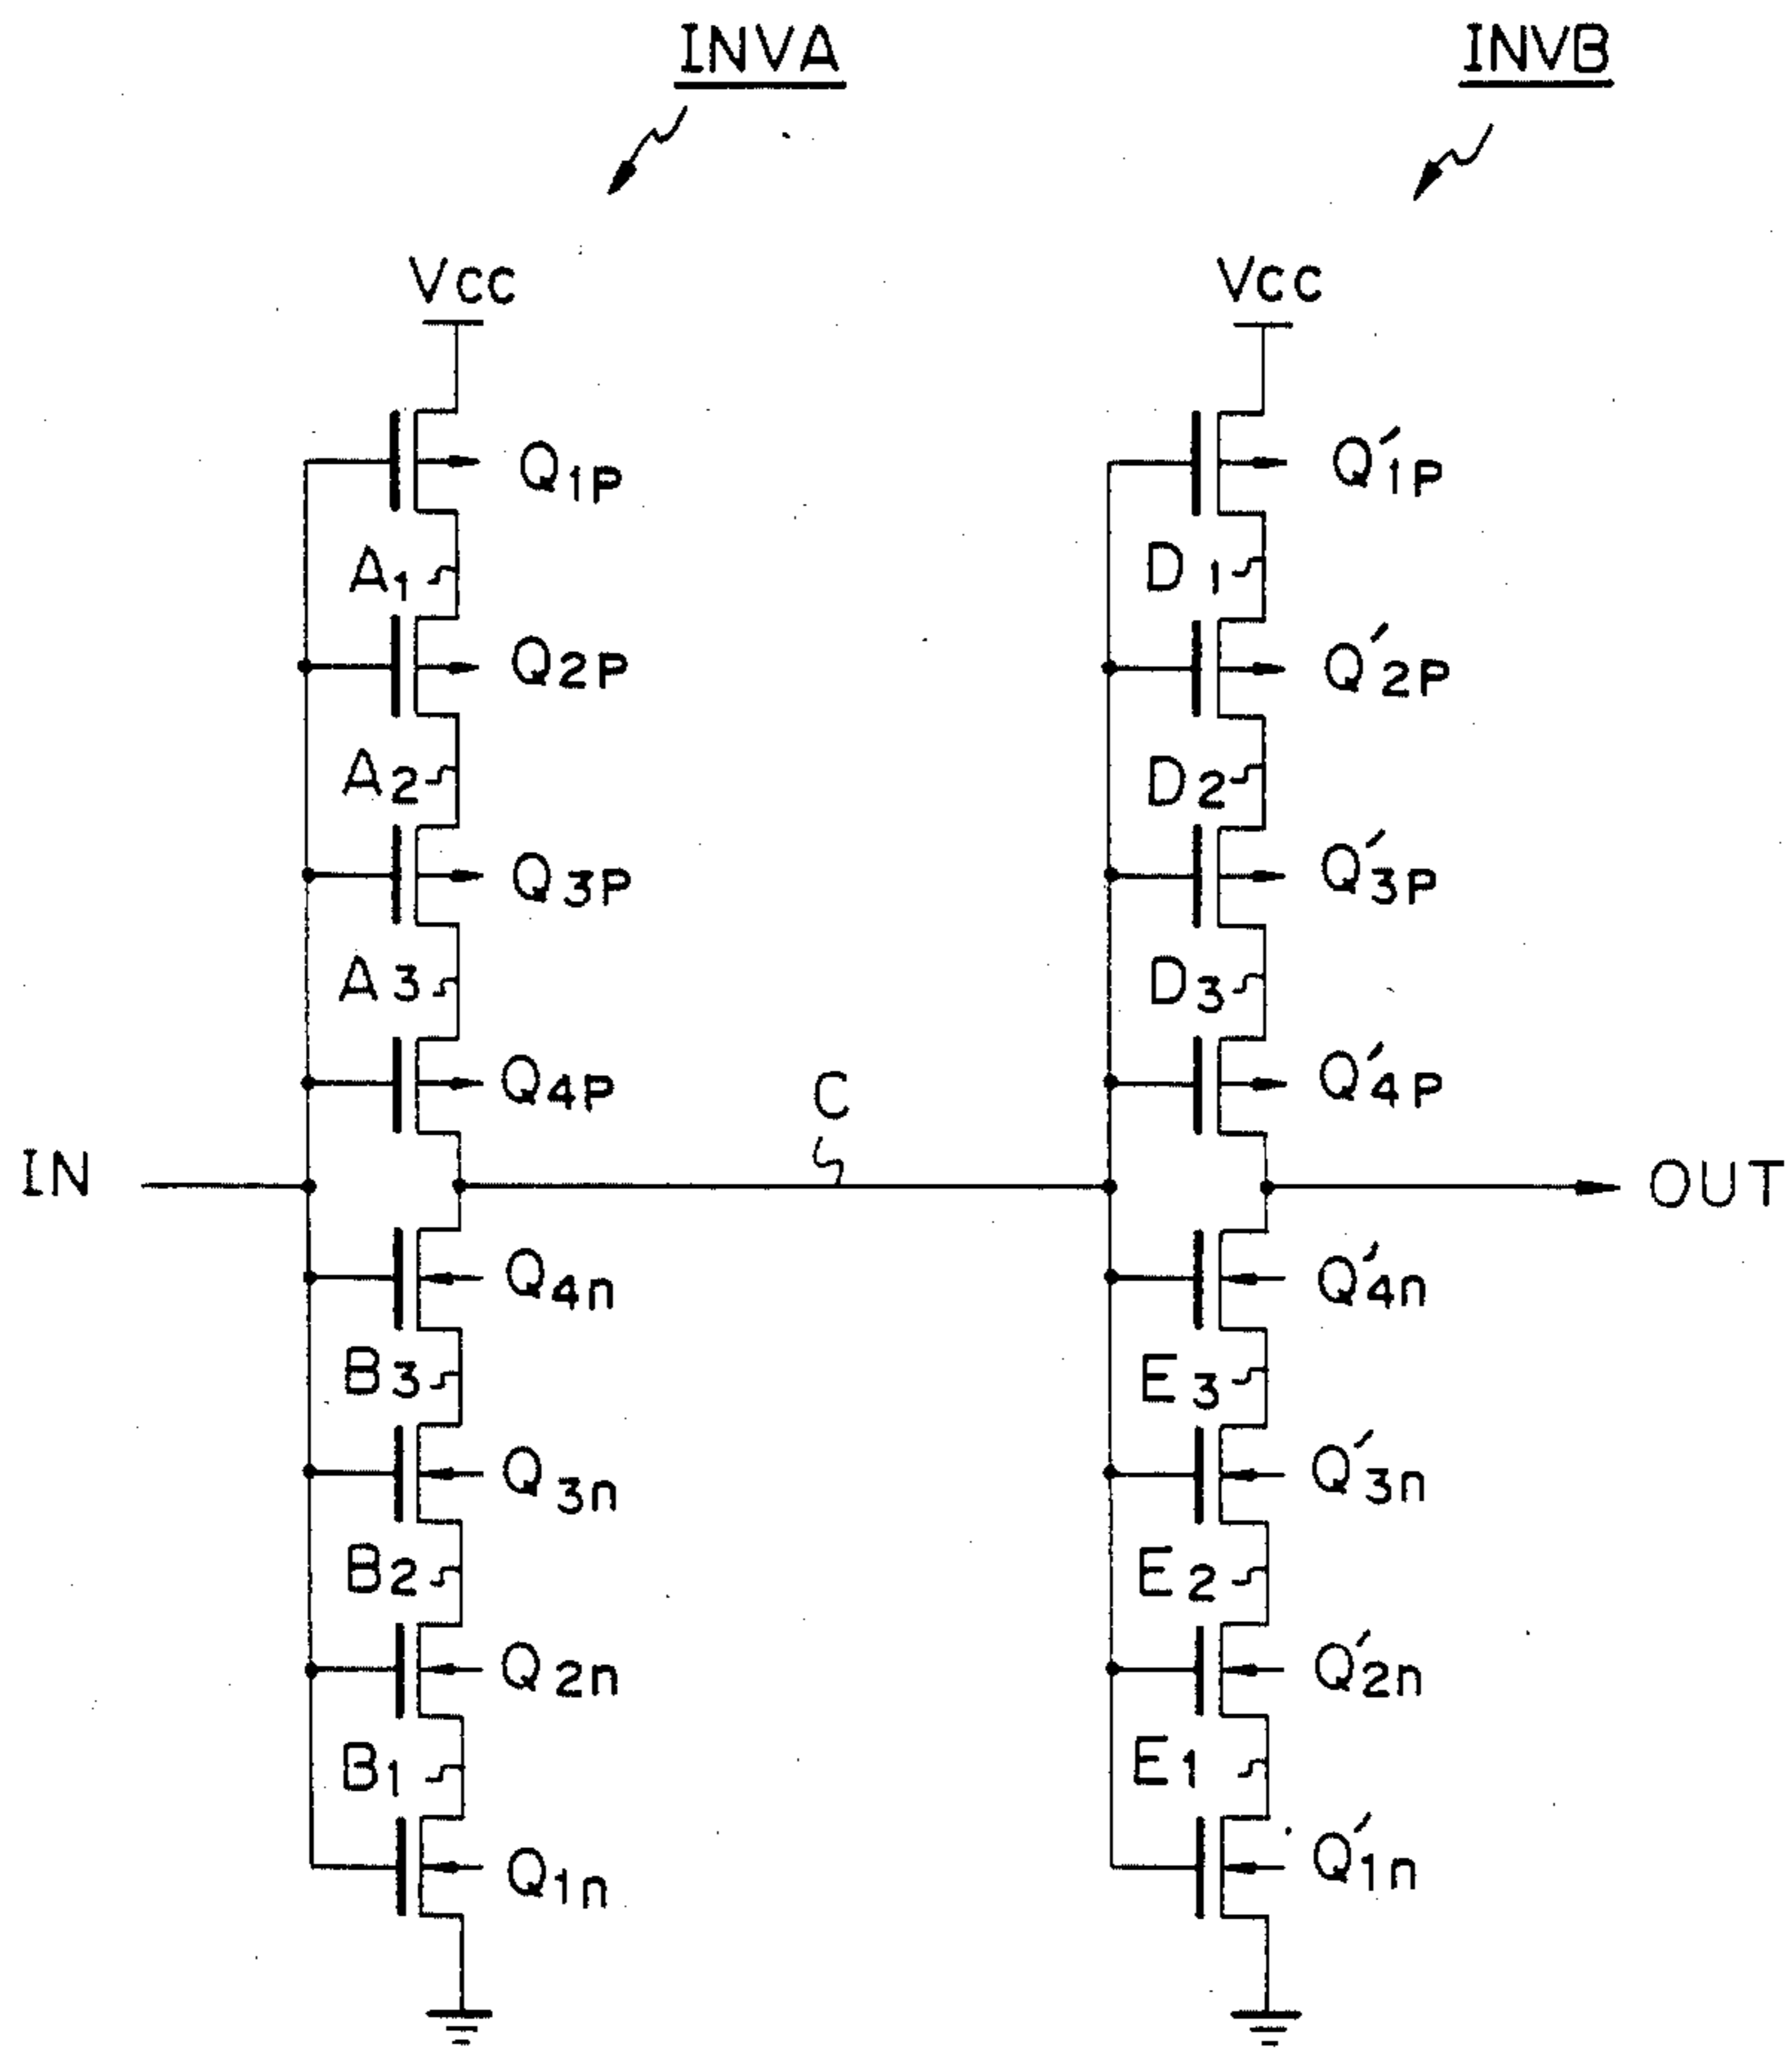 INVA INVB
Vcc Vcc
Q1P Q'1P
A1 D1
Q2P Q'2P
A2 D2
Q3P Q'3P
A3 D3
Q4P C Q'4P
IN OUT
Q4n Q'4n
B3 E3
Q3n Q'3n
B2 E2
Q2n Q'2n
B1 E1
Q1n Q'1n